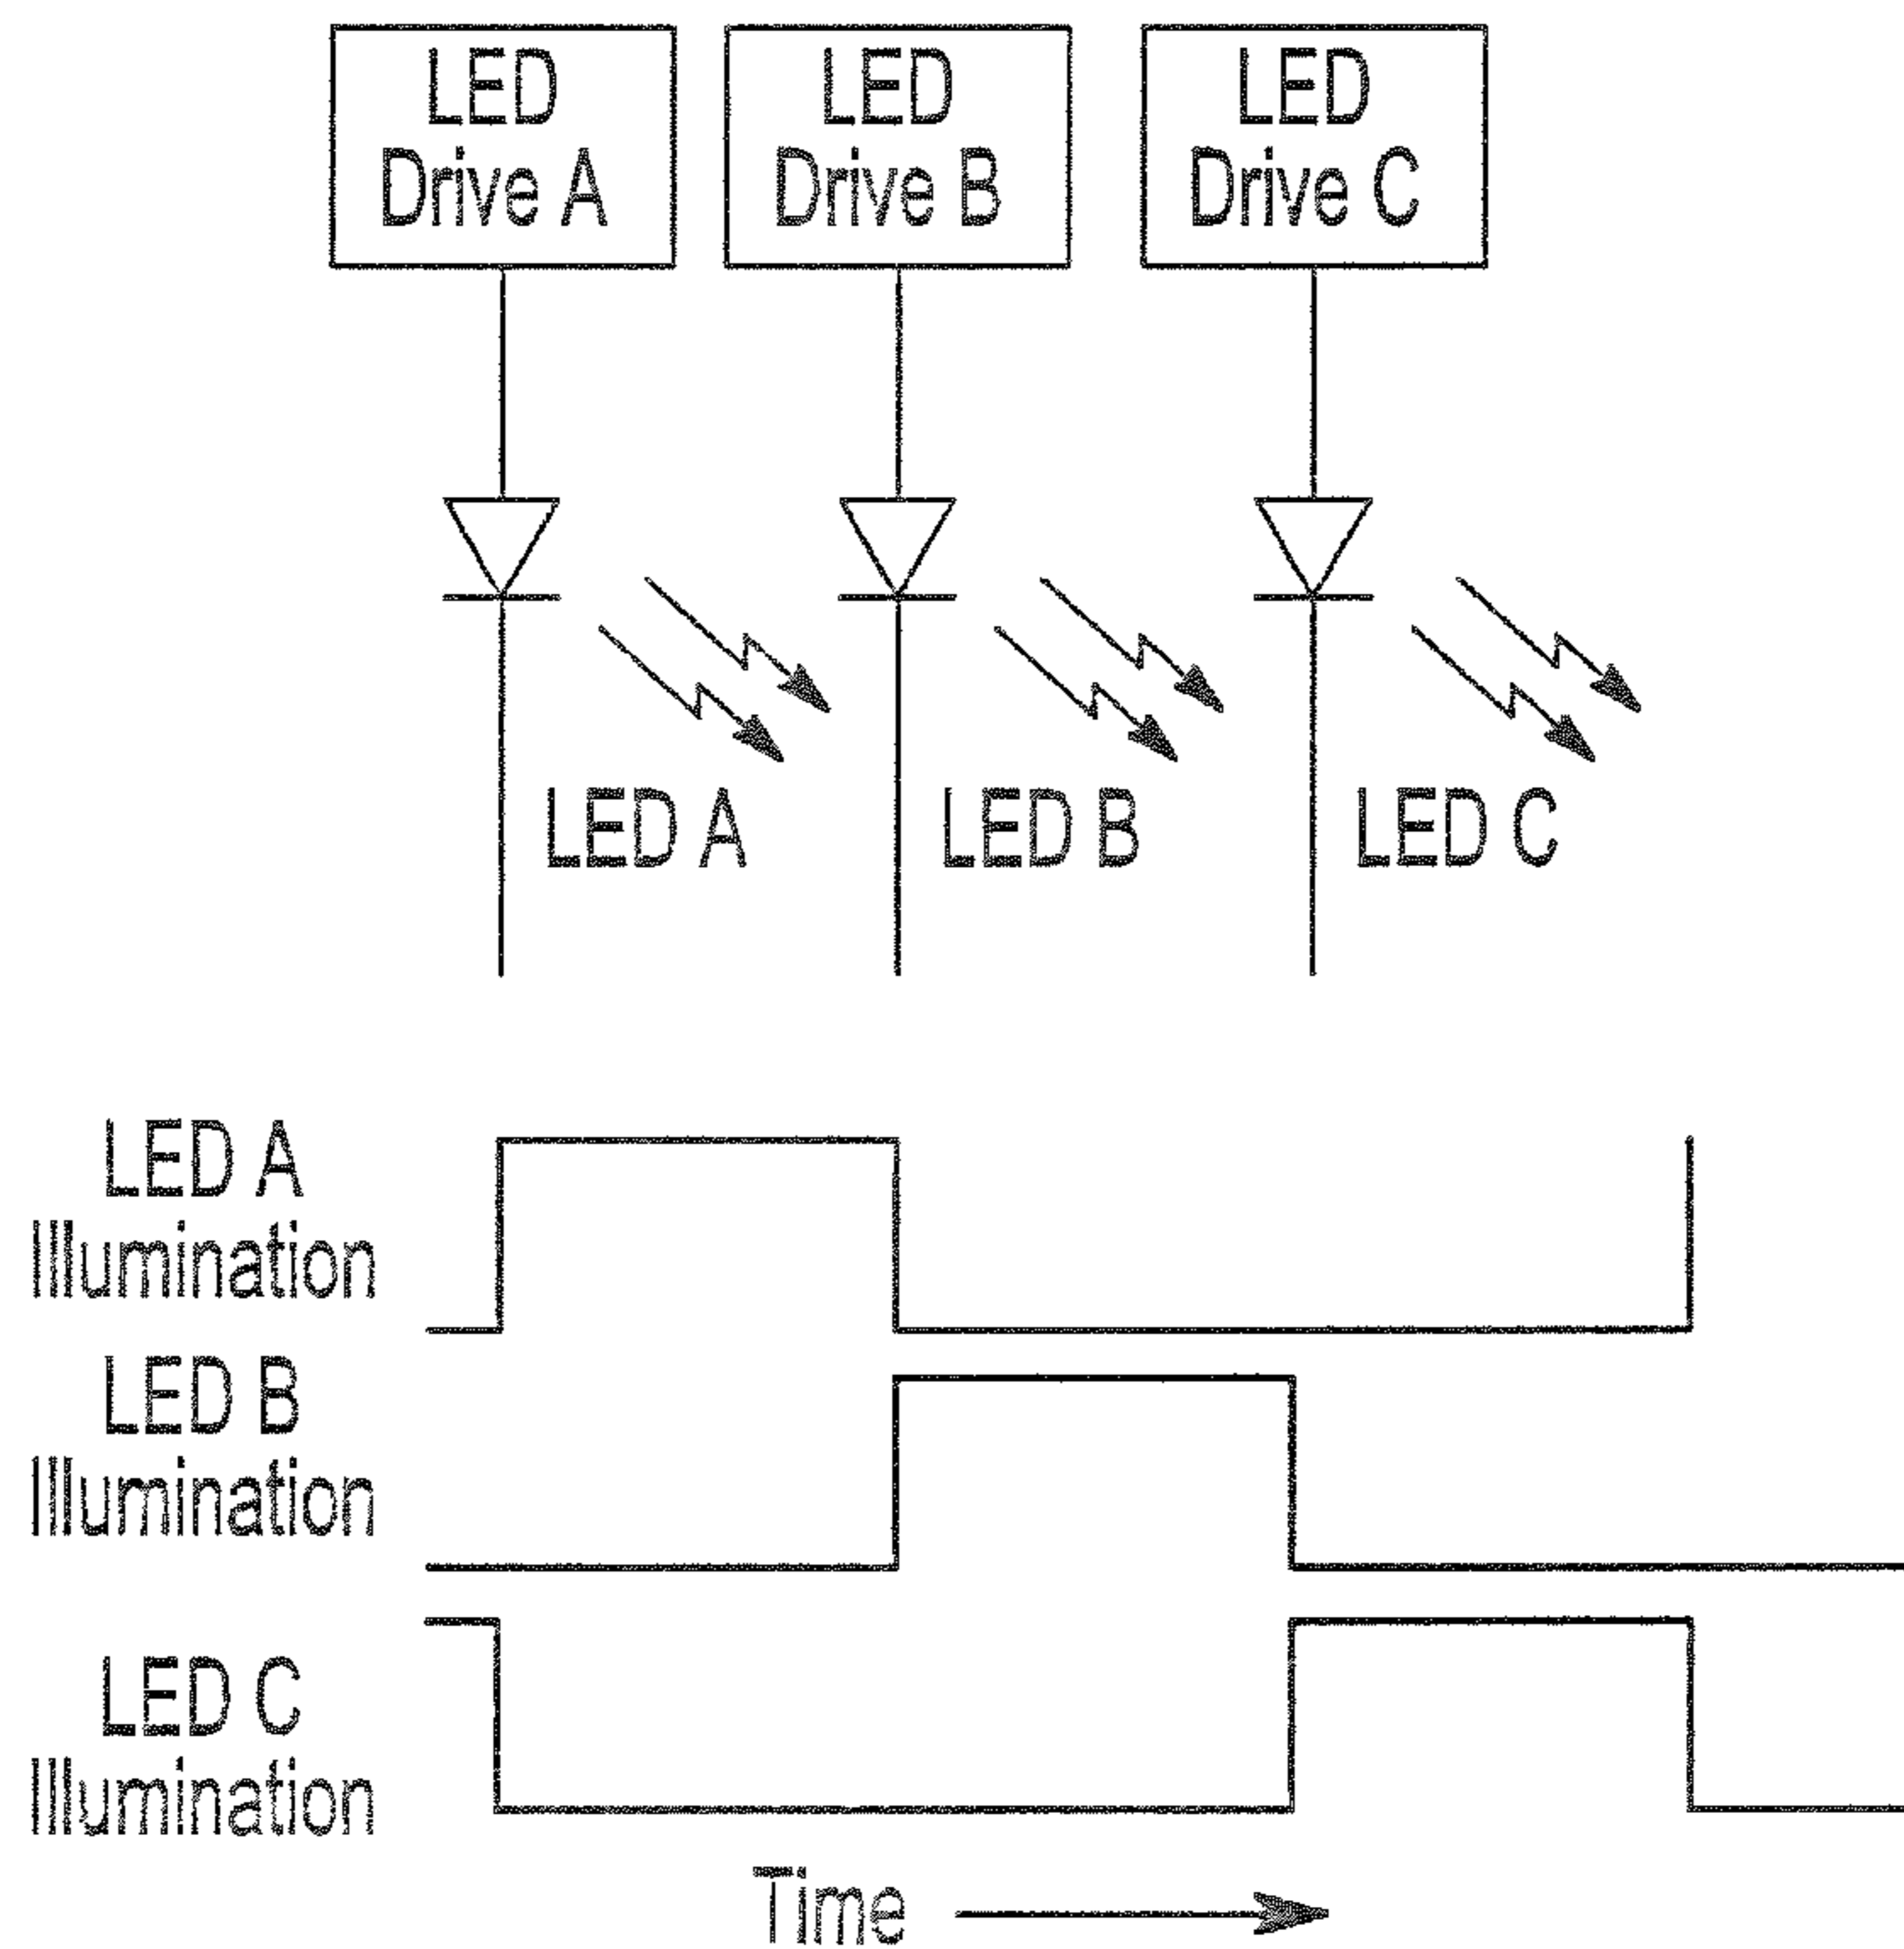 LED
Drive A
LED
Drive B
LED
Drive C
LED A
LED B
LED C
LED A
Illumination
LED B
Illumination
LED C
Illumination
Time